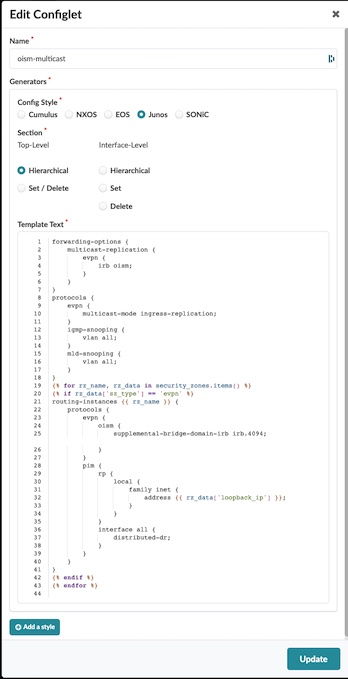 Edit Configlet ×
Name *
oism-multicast
Generators *
Config Style *
Cumulus NXOS EOS Junos SONiC
Section *
Top-Level Interface-Level
Hierarchical Hierarchical
Set / Delete Set
Delete
Template Text *
1 forwarding-options {
2 multicast-replication {
3 evpn {
4 irb oism;
5 }
6 }
7 }
8 protocols {
9 evpn {
10 multicast-mode ingress-replication;
11 }
12 igmp-snooping {
13 vlan all;
14 }
15 mld-snooping {
16 vlan all;
17 }
18 }
19 {% for rz_name, rz_data in security_zones.items() %}
20 {% if rz_data['sz_type'] == 'evpn' %}
21 routing-instances {{ rz_name }} {
22 protocols {
23 evpn {
24 oism {
25 supplemental-bridge-domain-irb irb.4094;
26 }
27 }
28 pim {
29 rp {
30 local {
31 family inet {
32 address {{ rz_data['loopback_ip'] }};
33 }
34 }
35 }
36 interface all {
37 distributed-dr;
38 }
39 }
40 }
41 }
42 {% endif %}
43 {% endfor %}
44
Add a style
Update